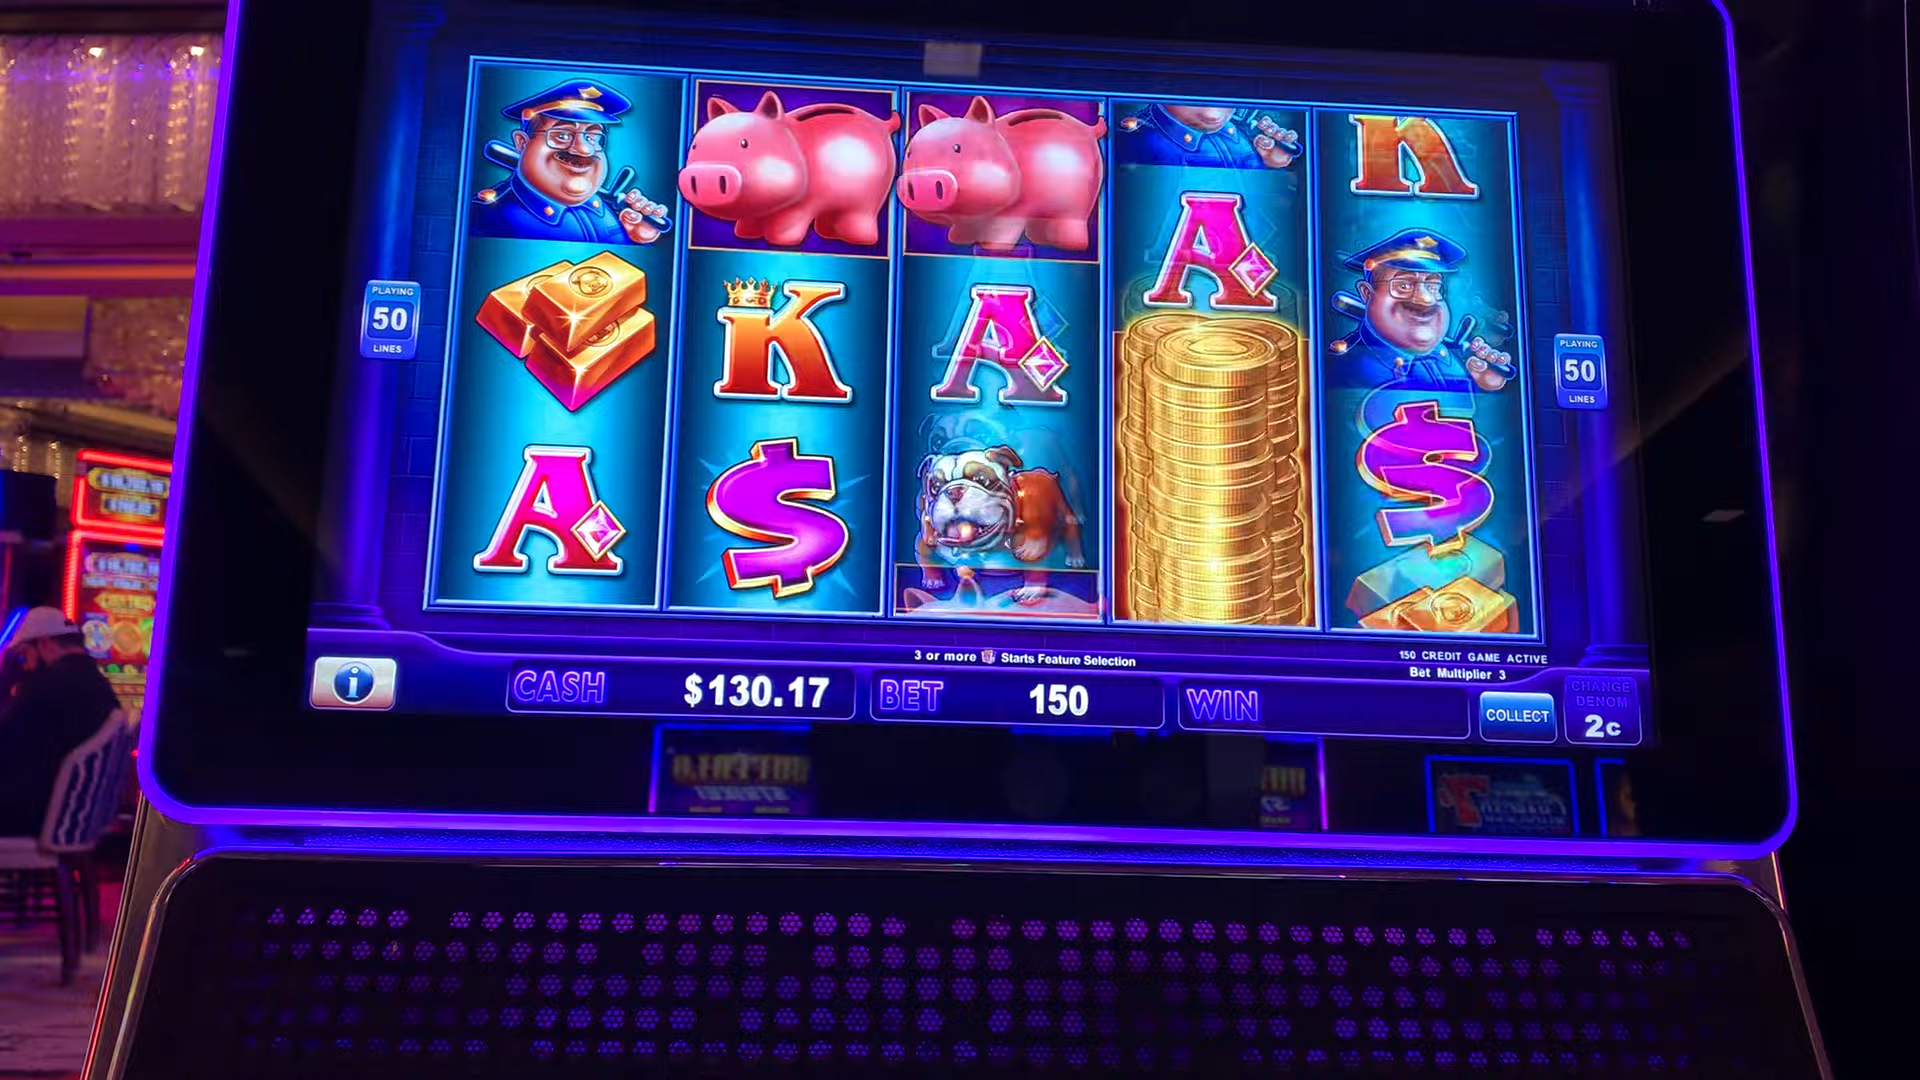 K
A
K
A
A
$
$
PLAYING
50
LINES
PLAYING
50
LINES
3 or more Starts Feature Selection
150 CREDIT GAME ACTIVE
Bet Multiplier 3
i
CASH $130.17
BET 150
WIN
COLLECT
CHANGE
DENOM
2c